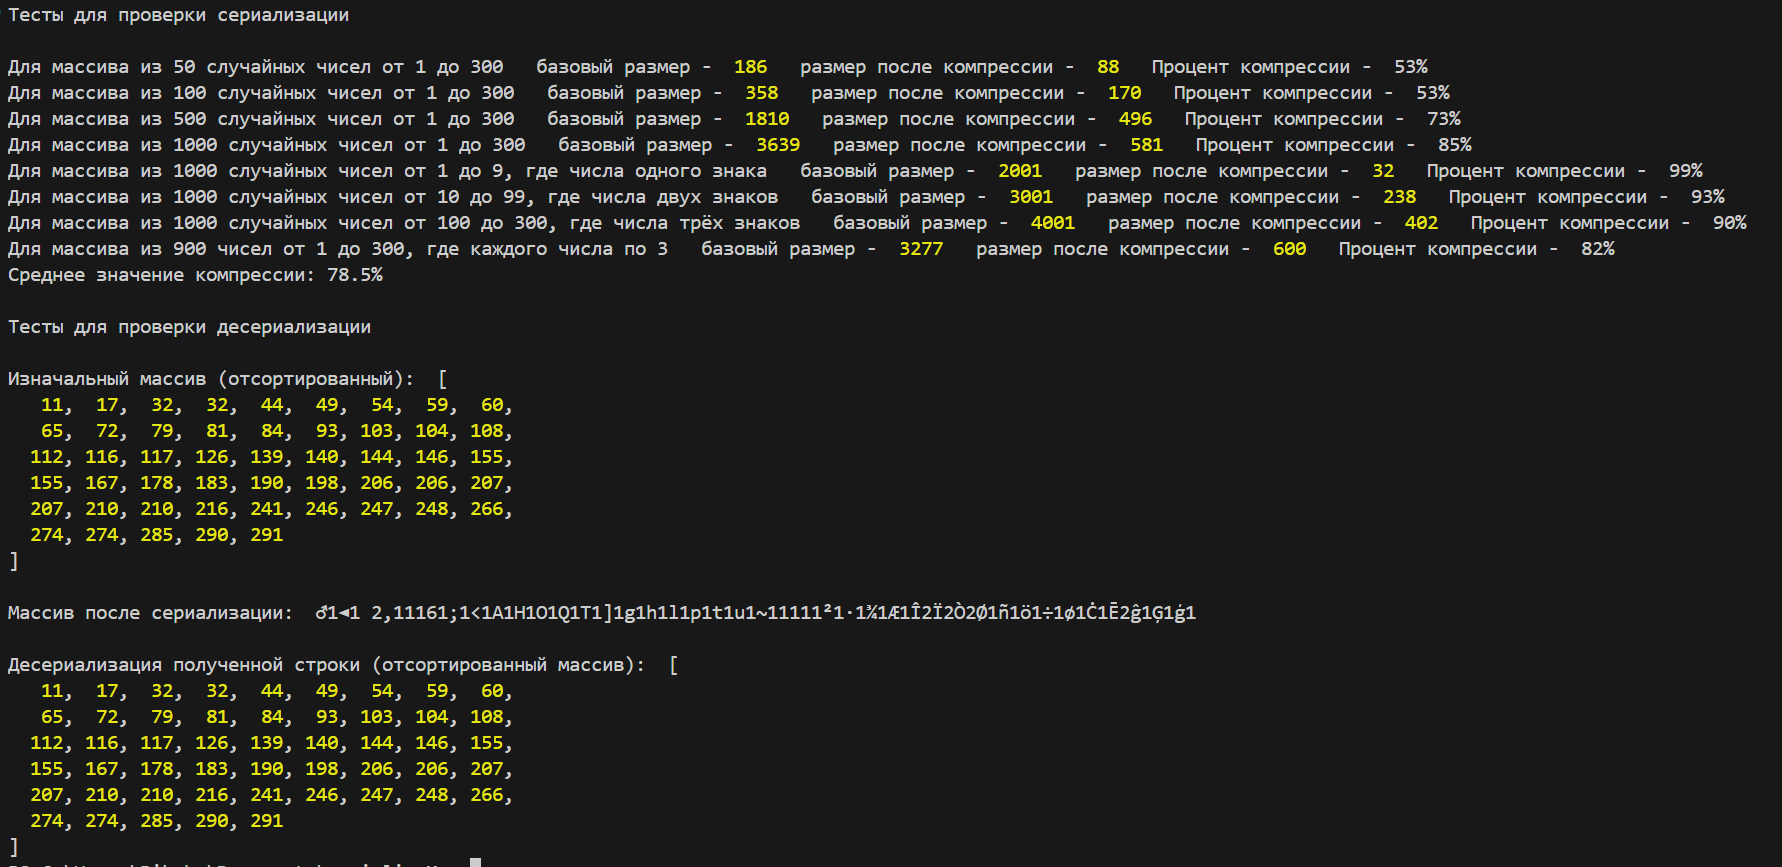 Тесты для проверки сериализации
Для массива из 50 случайных чисел от 1 до 300   базовый размер -  186   размер после компрессии -  88   Процент компрессии -  53%
Для массива из 100 случайных чисел от 1 до 300   базовый размер -  358   размер после компрессии -  170   Процент компрессии -  53%
Для массива из 500 случайных чисел от 1 до 300   базовый размер -  1810   размер после компрессии -  496   Процент компрессии -  73%
Для массива из 1000 случайных чисел от 1 до 300   базовый размер -  3639   размер после компрессии -  581   Процент компрессии -  85%
Для массива из 1000 случайных чисел от 1 до 9, где числа одного знака   базовый размер -  2001   размер после компрессии -  32   Процент компрессии -  99%
Для массива из 1000 случайных чисел от 10 до 99, где числа двух знаков   базовый размер -  3001   размер после компрессии -  238   Процент компрессии -  93%
Для массива из 1000 случайных чисел от 100 до 300, где числа трёх знаков   базовый размер -  4001   размер после компрессии -  402   Процент компрессии -  90%
Для массива из 900 чисел от 1 до 300, где каждого числа по 3   базовый размер -  3277   размер после компрессии -  600   Процент компрессии -  82%
Среднее значение компрессии: 78.5%
Тесты для проверки десериализации
Изначальный массив (отсортированный):  [
11,  17,  32,  32,  44,  49,  54,  59,  60,
65,  72,  79,  81,  84,  93, 103, 104, 108,
112, 116, 117, 126, 139, 140, 144, 146, 155,
155, 167, 178, 183, 190, 198, 206, 206, 207,
207, 210, 210, 216, 241, 246, 247, 248, 266,
274, 274, 285, 290, 291
]
Массив после сериализации:  ♂1◄1 2,11161;1<1A1H1O1Q1T1]1g1h1l1p1t1u1~11111²1·1¾1Æ1Î2Ï2Ò2Ø1ñ1ö1÷1ø1Ċ1Ē2ĝ1Ģ1ģ1
Десериализация полученной строки (отсортированный массив):  [
11,  17,  32,  32,  44,  49,  54,  59,  60,
65,  72,  79,  81,  84,  93, 103, 104, 108,
112, 116, 117, 126, 139, 140, 144, 146, 155,
155, 167, 178, 183, 190, 198, 206, 206, 207,
207, 210, 210, 216, 241, 246, 247, 248, 266,
274, 274, 285, 290, 291
]